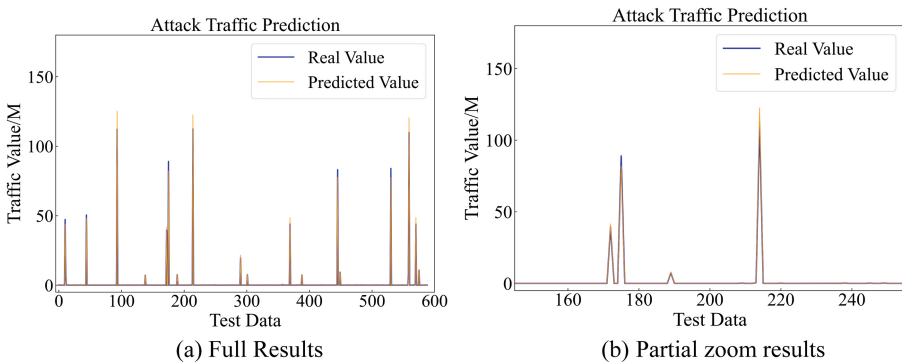 Attack Traffic Prediction
Real Value
Predicted Value
Traffic Value/M
150
100
50
0
0 100 200 300 400 500 600
Test Data
(a) Full Results
Attack Traffic Prediction
Real Value
Predicted Value
Traffic Value/M
150
100
50
0
160 180 200 220 240
Test Data
(b) Partial zoom results